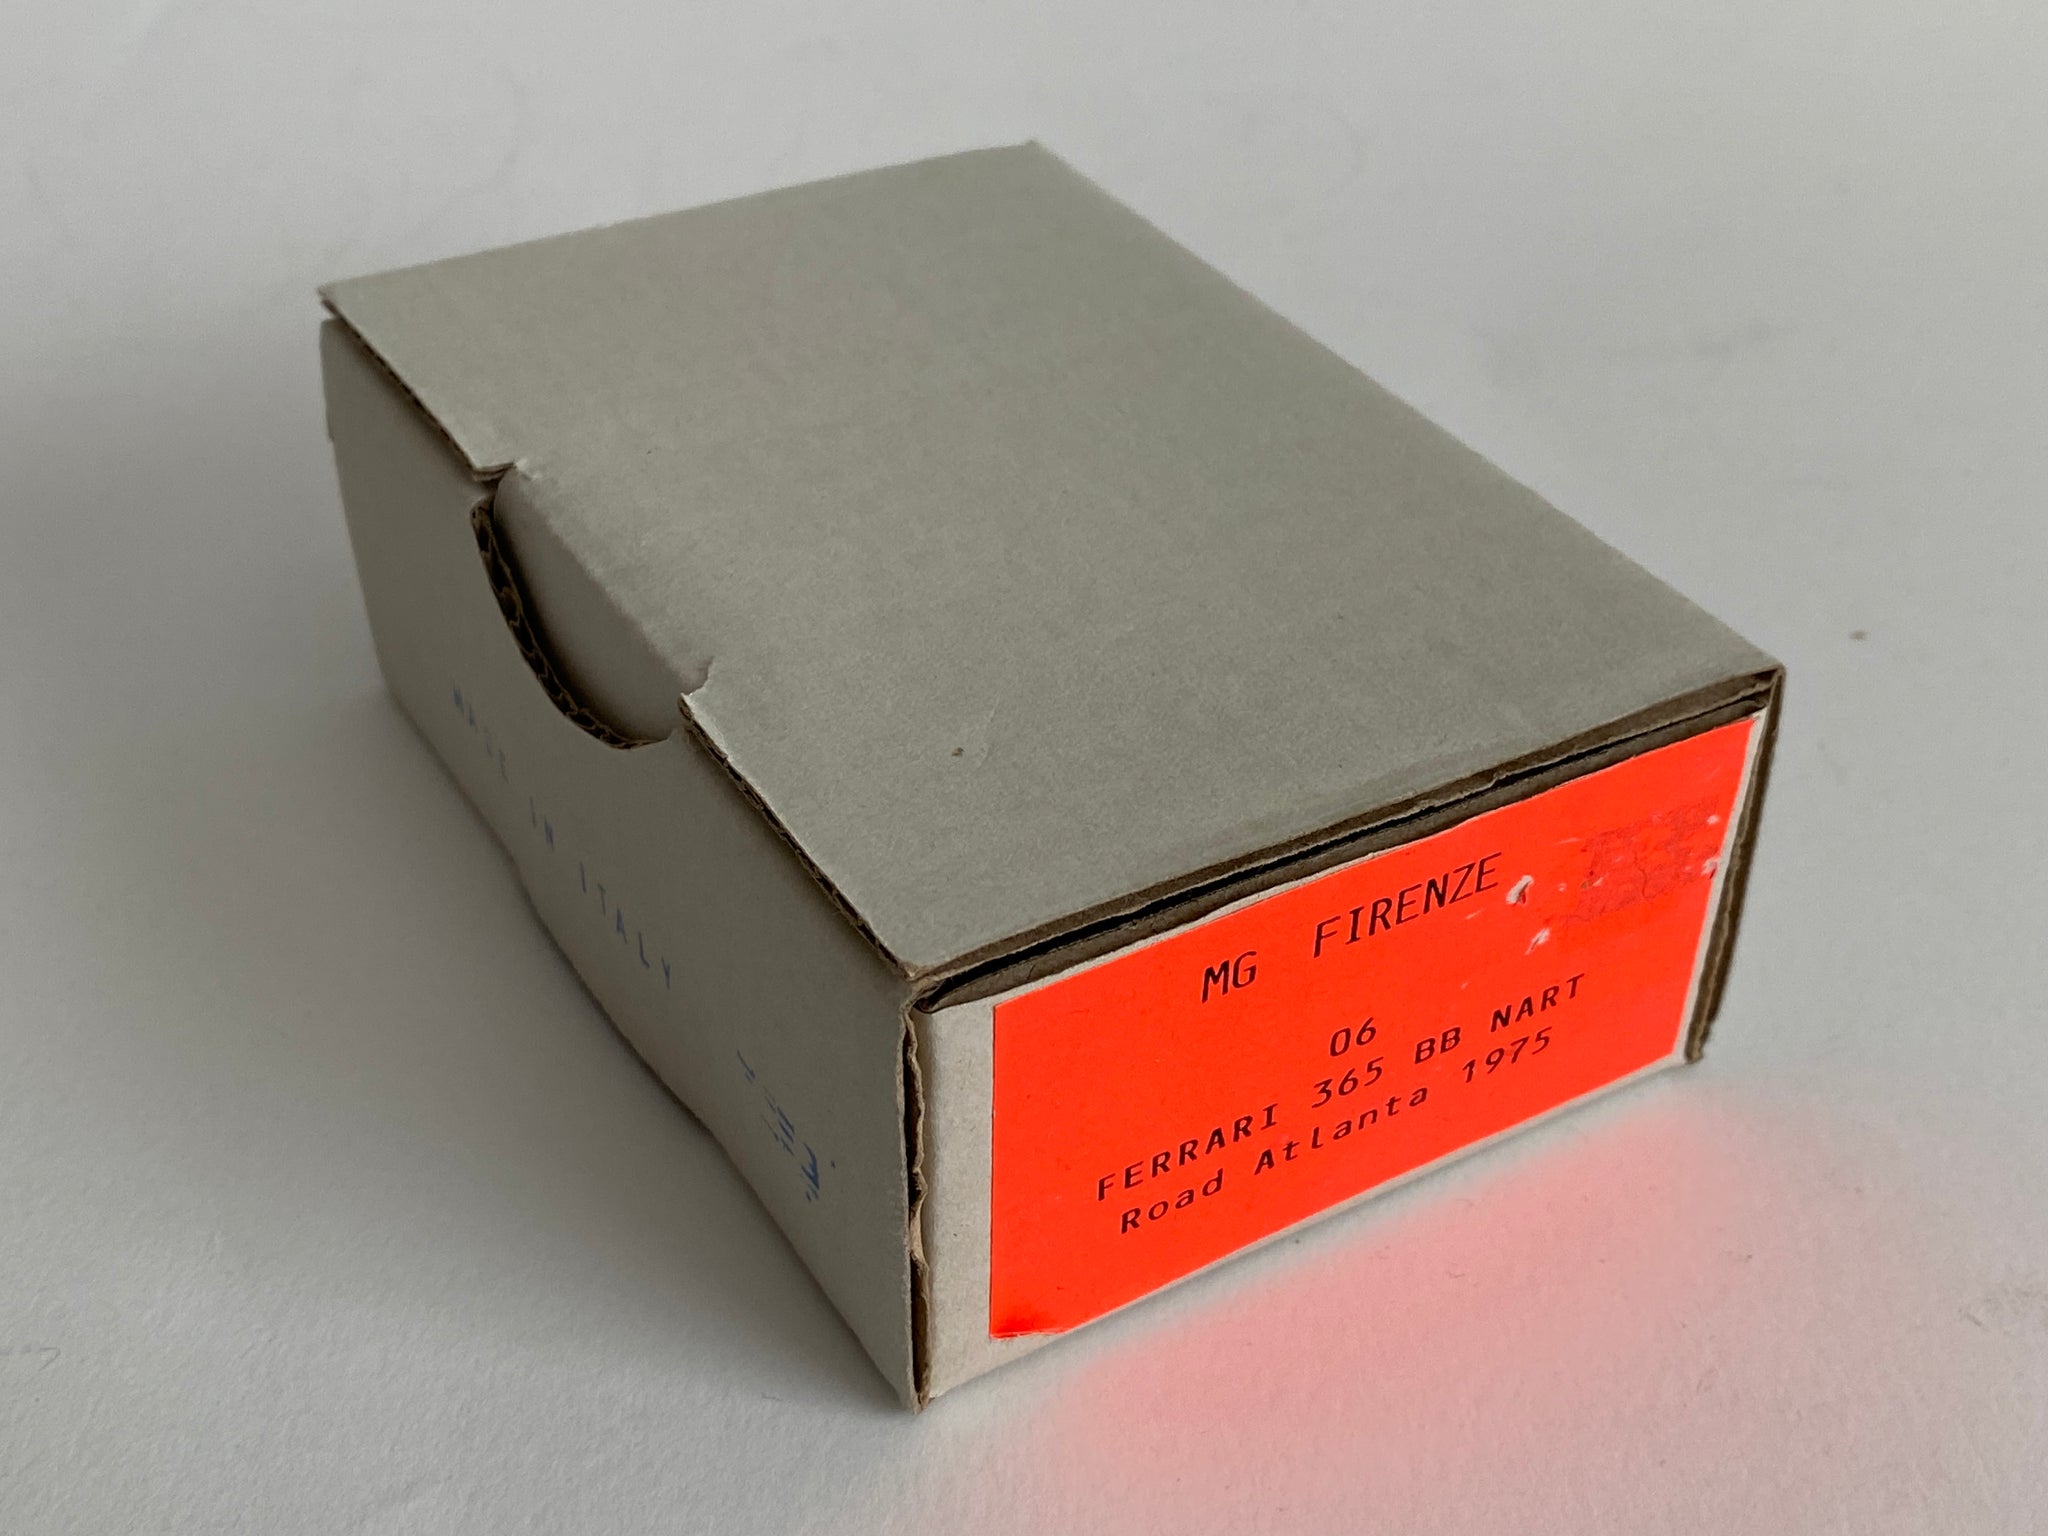 MADE IN ITALY
MG FIRENZE
06
FERRARI 365 BB NART
Road Atlanta 1975